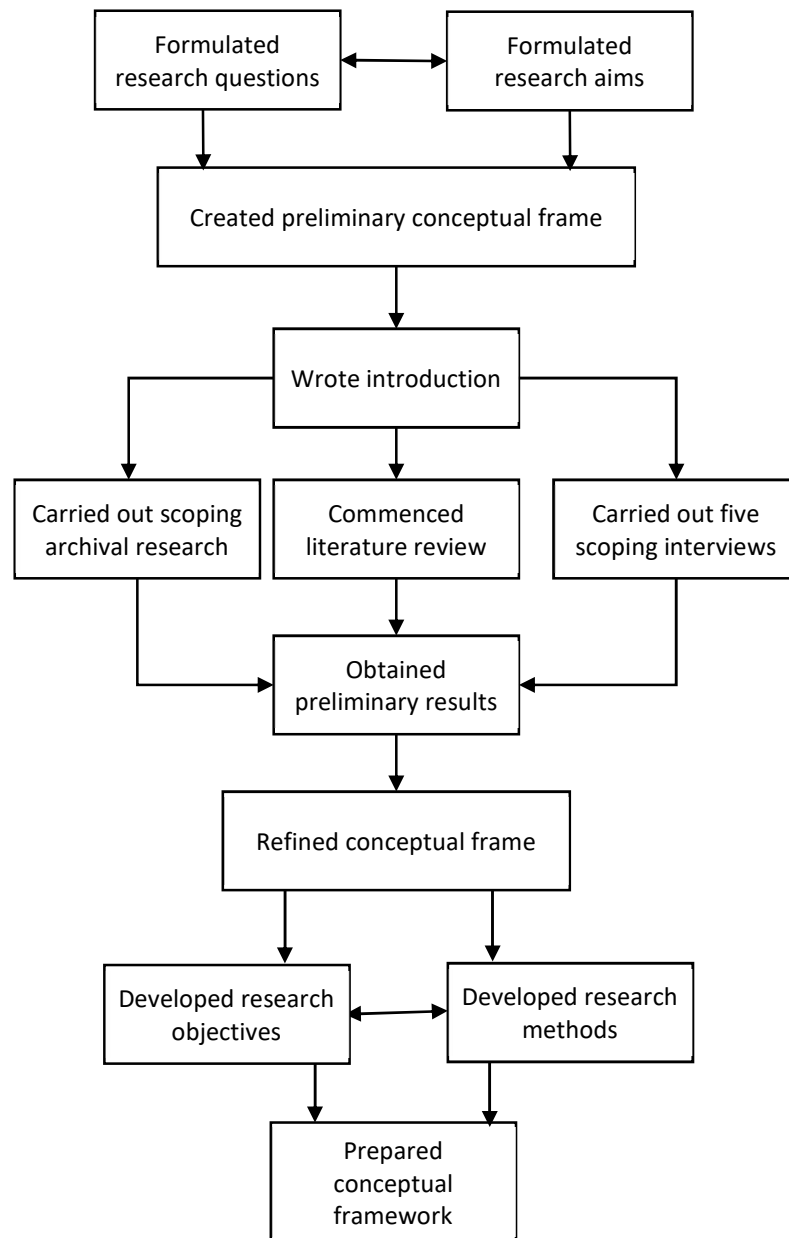 Formulated
research questions
Formulated
research aims
Created preliminary conceptual frame
Wrote introduction
Carried out scoping
archival research
Commenced
literature review
Carried out five
scoping interviews
Obtained
preliminary results
Refined conceptual frame
Developed research
objectives
Developed research
methods
Prepared
conceptual
framework